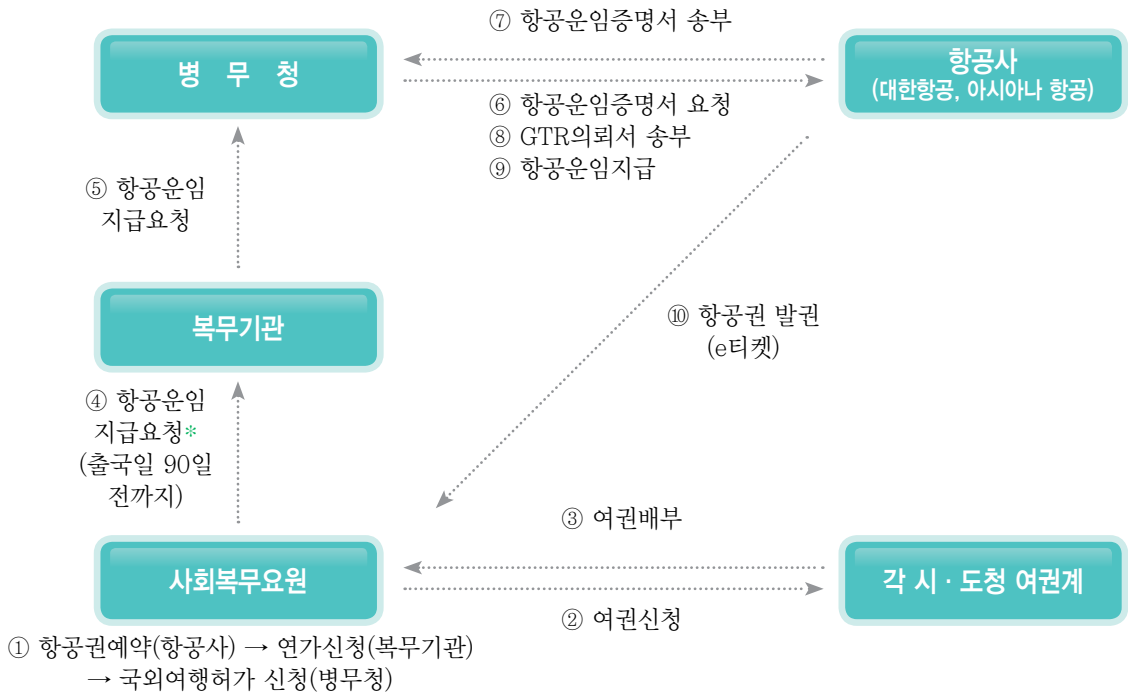 ⑦ 항공운임증명서 송부
병 무 청
항공사
(대한항공, 아시아나 항공)
⑥ 항공운임증명서 요청
⑧ GTR의뢰서 송부
⑨ 항공운임지급
⑤ 항공운임
지급요청
복무기관
⑩ 항공권 발권
(e티켓)
④ 항공운임
지급요청*
(출국일 90일
전까지)
③ 여권배부
사회복무요원
각 시·도청 여권계
② 여권신청
① 항공권예약(항공사) → 연가신청(복무기관)
→ 국외여행허가 신청(병무청)